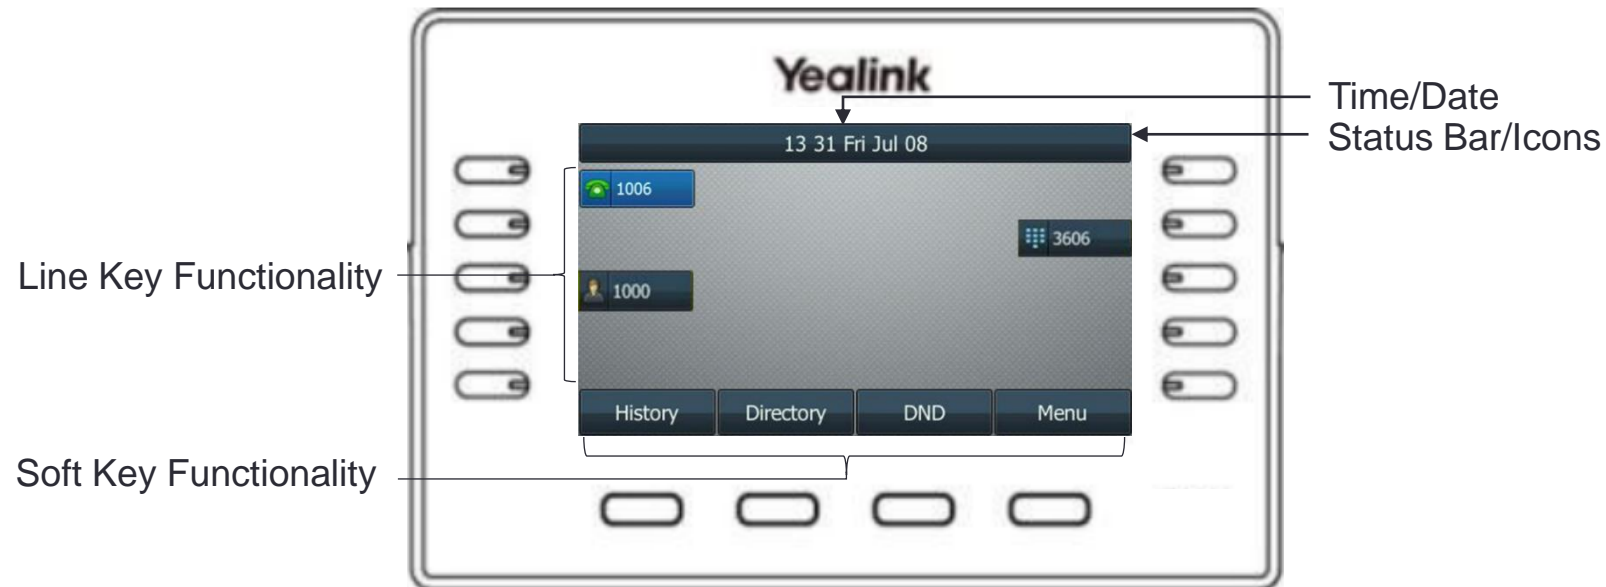 Yealink
Time/Date
Status Bar/Icons
13 31 Fri Jul 08
1006
3606
Line Key Functionality
1000
History Directory DND Menu
Soft Key Functionality